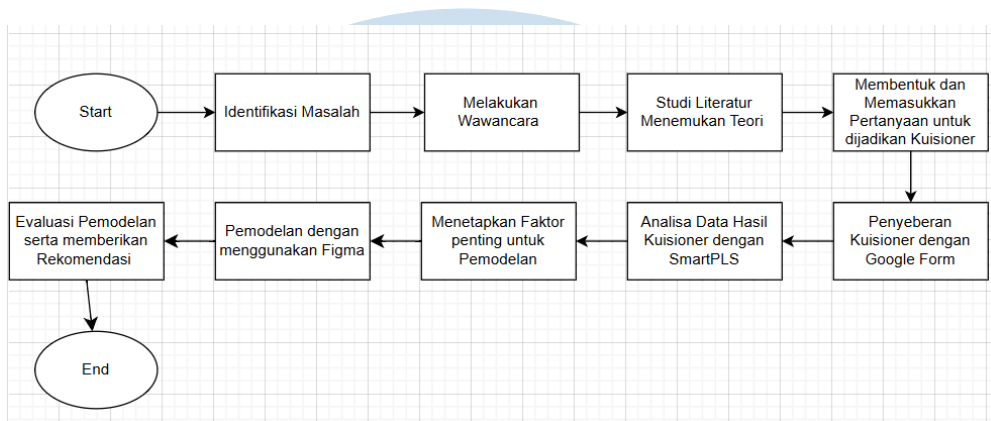 Start
Identifikasi Masalah
Melakukan
Wawancara
Studi Literatur
Menemukan Teori
Membentuk dan
Memasukkan
Pertanyaan untuk
dijadikan Kuisioner
Penyeberan
Kuisioner dengan
Google Form
Analisa Data Hasil
Kuisioner dengan
SmartPLS
Menetapkan Faktor
penting untuk
Pemodelan
Pemodelan dengan
menggunakan Figma
Evaluasi Pemodelan
serta memberikan
Rekomendasi
End